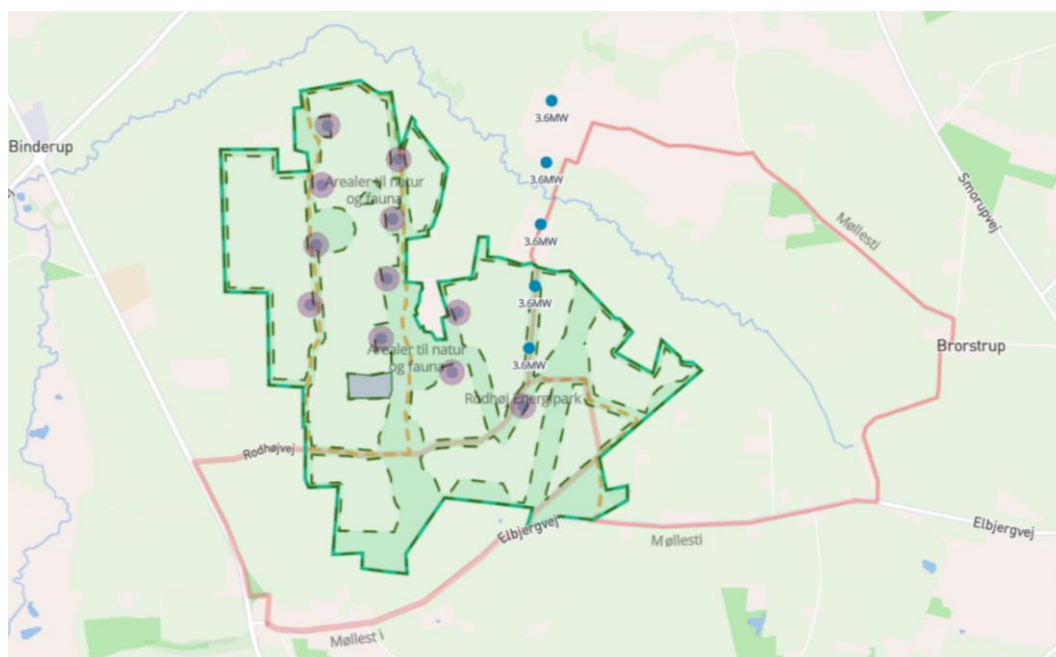 3.6MW
Binderup
3.6MW
Arealer til natur
og fauna
Smorupvej
Møllesti
3.6MW
3.6MW
Brorstrup
Arealer til natur
og fauna
3.6MW
Rodhøj Energipark
Rodhøjvej
Elbjergvej
Elbjergvej
Møllesti
Møllest i